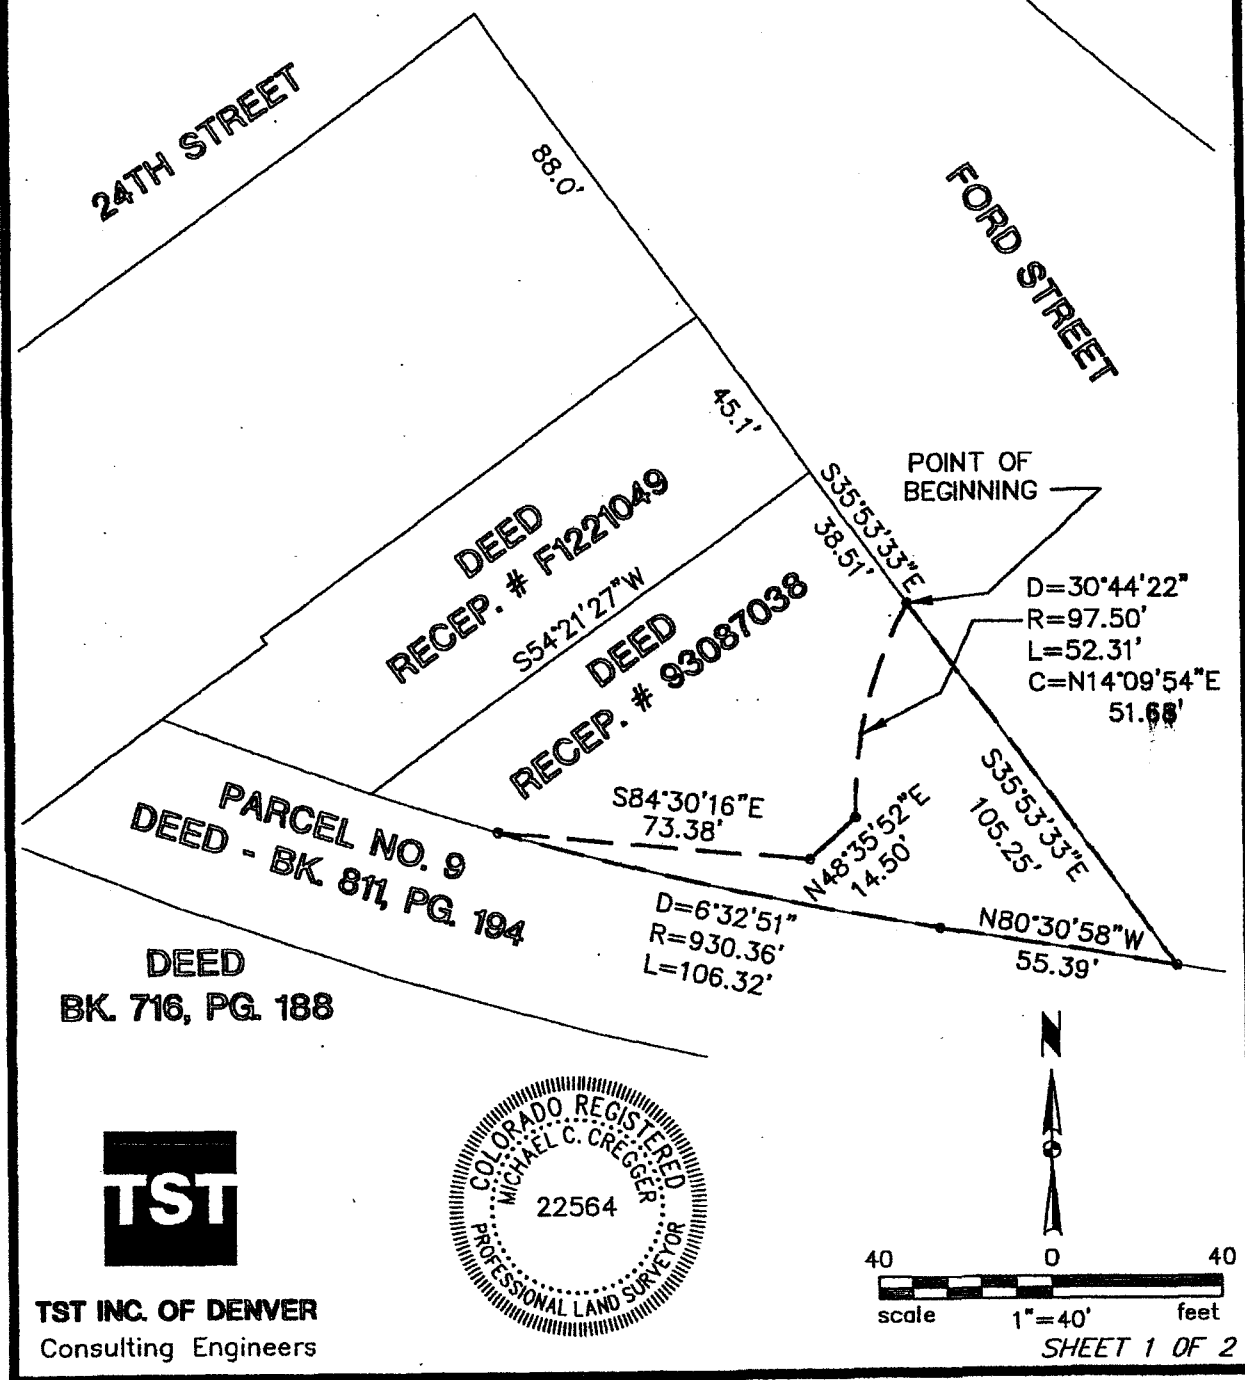 24TH STREET
88.0'
FORD STREET
45.1'
POINT OF
BEGINNING
S35°53'33"E
38.51'
DEED
RECEP. # F1221049
S54°21'27"W
DEED
RECEP. # 93087038
D=30°44'22"
R=97.50'
L=52.31'
C=N14°09'54"E
51.68'
S35°53'33"E
105.25'
S84°30'16"E
73.38'
N48°35'52"E
14.50'
PARCEL NO. 9
DEED - BK. 811, PG. 194
D=6°32'51"
R=930.36'
L=106.32'
N80°30'58"W
55.39'
DEED
BK. 716, PG. 188
N
TST
TST INC. OF DENVER
Consulting Engineers
COLORADO REGISTERED
MICHAEL C. CREGGER
22564
PROFESSIONAL LAND SURVEYOR
40 0 40
scale 1"=40' feet
SHEET 1 OF 2